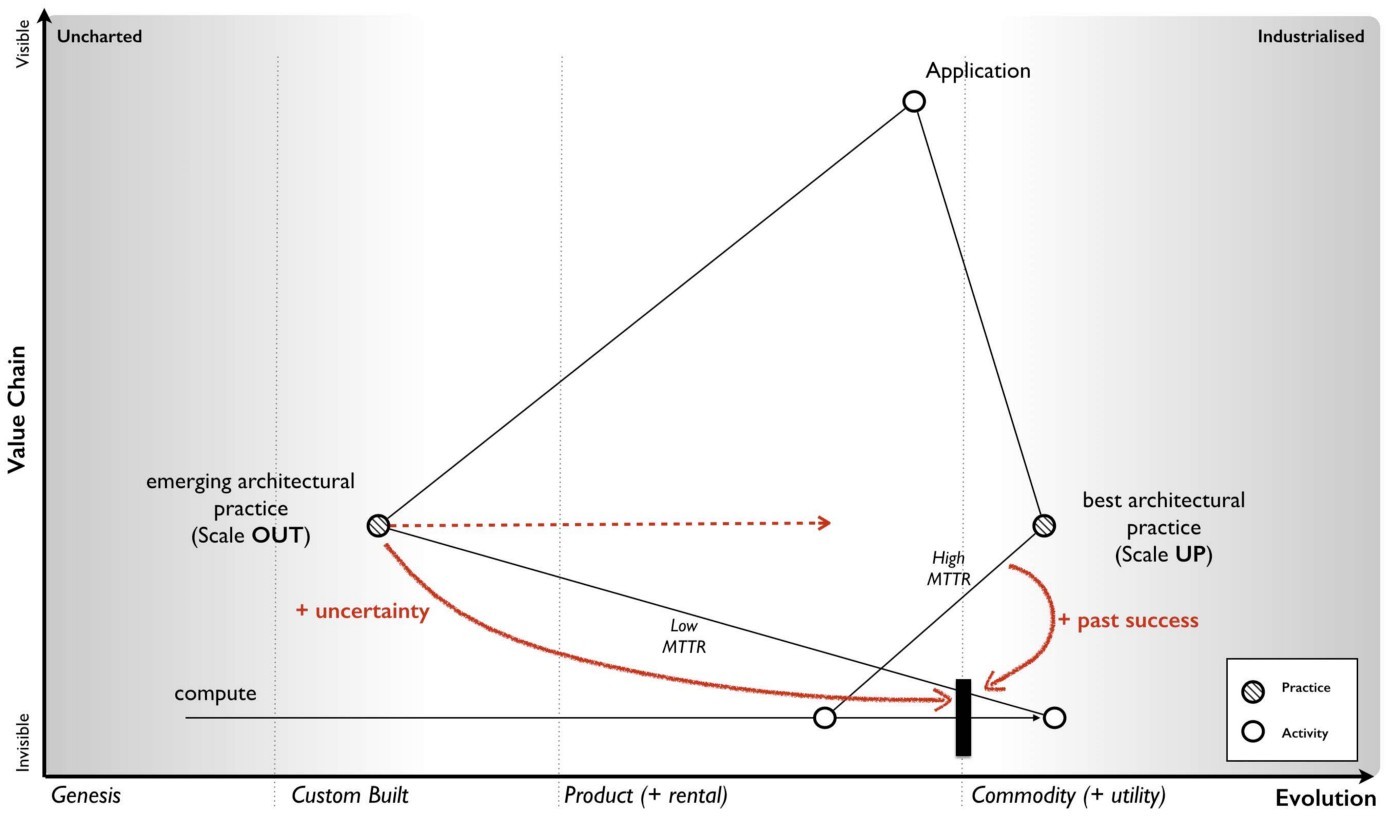 Visible
Uncharted
Industrialised
Application
Value Chain
emerging architectural
practice
(Scale OUT)
best architectural
practice
(Scale UP)
High
MTTR
+ uncertainty
+ past success
Low
MTTR
compute
Practice
Activity
Invisible
Genesis
Custom Built
Product (+ rental)
Commodity (+ utility)
Evolution